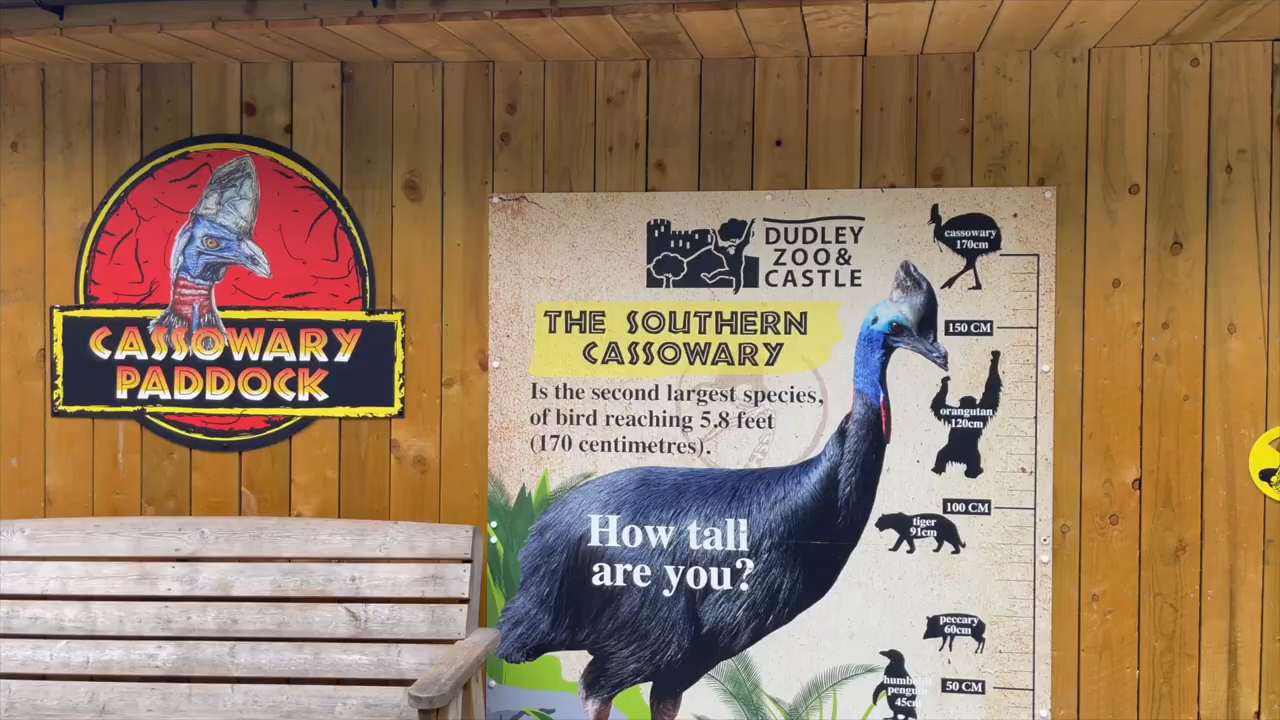 CASSOWARY
PADDOCK
DUDLEY
ZOO&
CASTLE
THE SOUTHERN
CASSOWARY
Is the second largest species,
of bird reaching 5.8 feet
(170 centimetres).
How tall
are you?
cassowary
170cm
150 CM
orangutan
120cm
100 CM
tiger
91cm
peccary
60cm
humboldt
penguin
45cm
50 CM